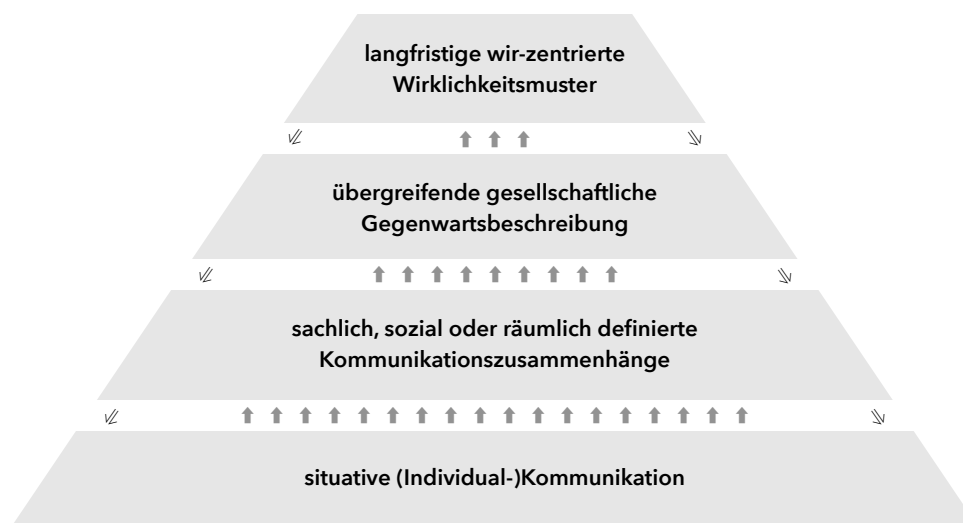 langfristige wir-zentrierte
Wirklichkeitsmuster
übergreifende gesellschaftliche
Gegenwartsbeschreibung
sachlich, sozial oder räumlich definierte
Kommunikationszusammenhänge
situative (Individual-)Kommunikation